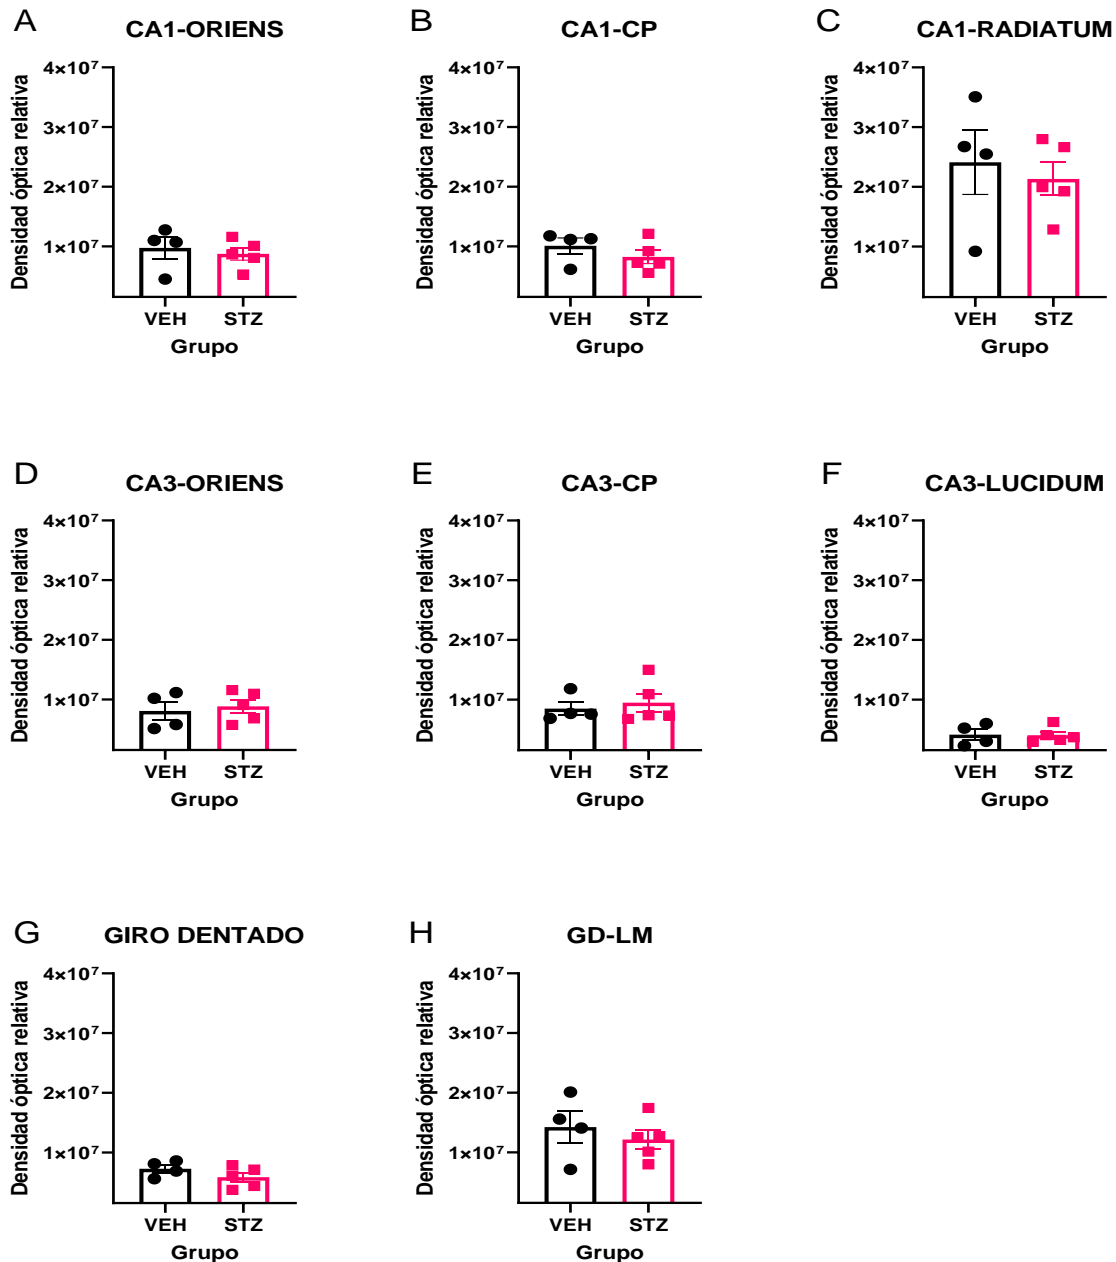 A CA1-ORIENS
Densidad óptica relativa
4×10⁷
3×10⁷
2×10⁷
1×10⁷
VEH STZ
Grupo
B CA1-CP
Densidad óptica relativa
4×10⁷
3×10⁷
2×10⁷
1×10⁷
VEH STZ
Grupo
C CA1-RADIATUM
Densidad óptica relativa
4×10⁷
3×10⁷
2×10⁷
1×10⁷
VEH STZ
Grupo
D CA3-ORIENS
Densidad óptica relativa
4×10⁷
3×10⁷
2×10⁷
1×10⁷
VEH STZ
Grupo
E CA3-CP
Densidad óptica relativa
4×10⁷
3×10⁷
2×10⁷
1×10⁷
VEH STZ
Grupo
F CA3-LUCIDUM
Densidad óptica relativa
4×10⁷
3×10⁷
2×10⁷
1×10⁷
VEH STZ
Grupo
G GIRO DENTADO
Densidad óptica relativa
4×10⁷
3×10⁷
2×10⁷
1×10⁷
VEH STZ
Grupo
H GD-LM
Densidad óptica relativa
4×10⁷
3×10⁷
2×10⁷
1×10⁷
VEH STZ
Grupo